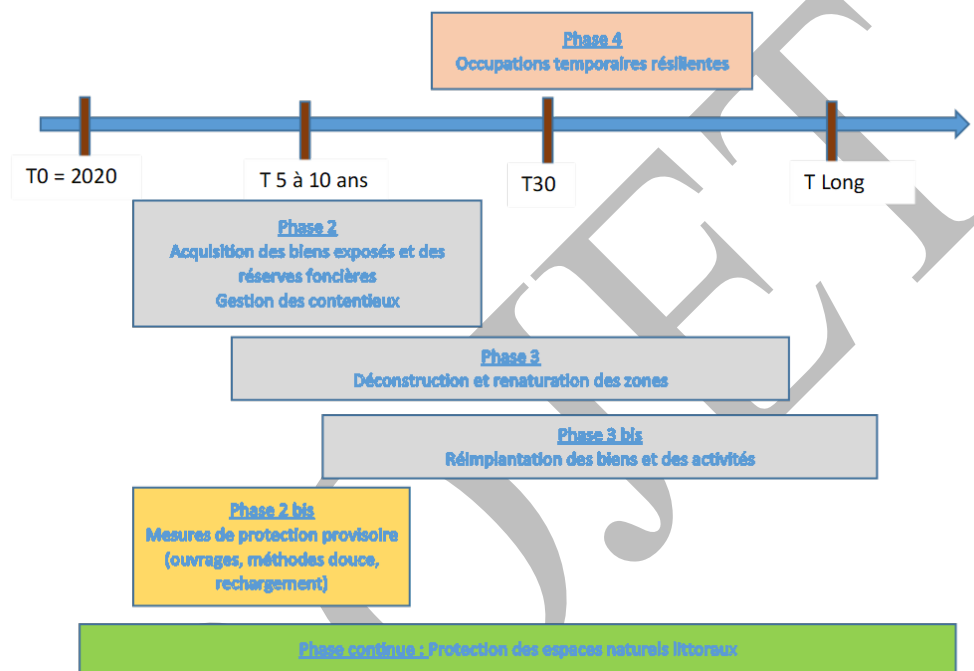 Phase 4
Occupations temporaires résilientes
T0 = 2020
T 5 à 10 ans
T30
T Long
Phase 2
Acquisition des biens exposés et des
réserves foncières
Gestion des contentieux
Phase 3
Déconstruction et renaturation des zones
Phase 3 bis
Réimplantation des biens et des activités
Phase 2 bis
Mesures de protection provisoire
(ouvrages, méthodes douce,
rechargement)
Phase continue : Protection des espaces naturels littoraux
OJET